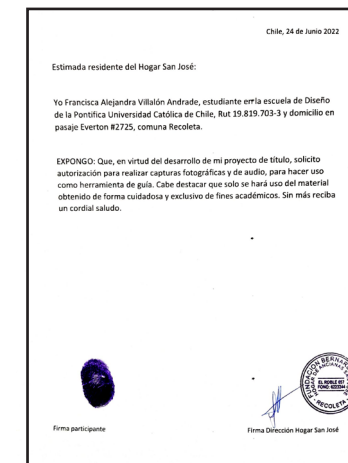 Chile, 24 de Junio 2022
Estimada residente del Hogar San José:
Yo Francisca Alejandra Villalón Andrade, estudiante en la escuela de Diseño
de la Pontifica Universidad Católica de Chile, Rut 19.819.703-3 y domicilio en
pasaje Everton #2725, comuna Recoleta.
EXPONGO: Que, en virtud del desarrollo de mi proyecto de título, solicito
autorización para realizar capturas fotográficas y de audio, para hacer uso
como herramienta de guía. Cabe destacar que solo se hará uso del material
obtenido de forma cuidadosa y exclusivo de fines académicos. Sin más reciba
un cordial saludo.
FUNDACION
EL ROBLE
RECOLETA
Firma participante
Firma Dirección Hogar San José